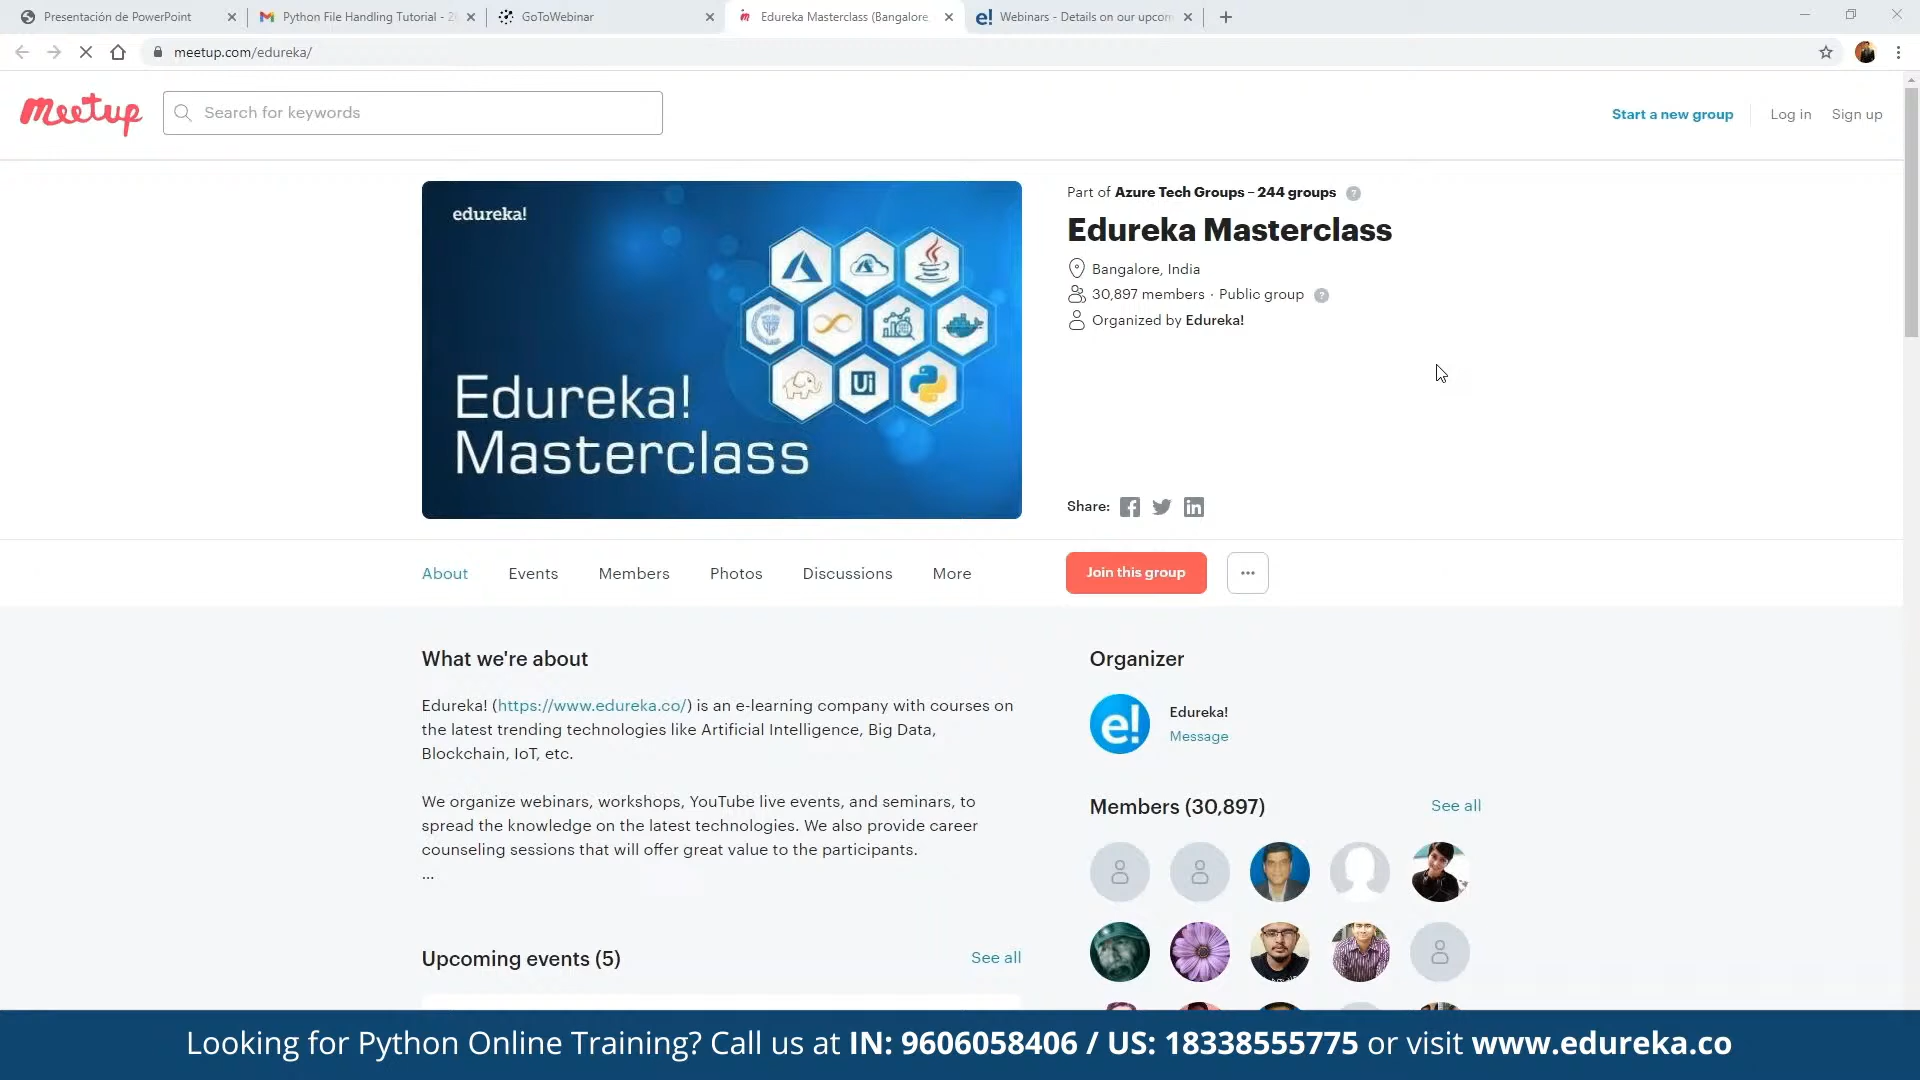 Presentación de PowerPoint
Python File Handling Tutorial -
GoToWebinar
Edureka Masterclass (Bangalore
e! Webinars - Details on our upcom
meetup.com/edureka/
meetup
Search for keywords
Start a new group
Log in
Sign up
edureka!
Edureka!
Masterclass
Ui
Part of Azure Tech Groups – 244 groups ?
Edureka Masterclass
Bangalore, India
30,897 members · Public group ?
Organized by Edureka!
Share:
About
Events
Members
Photos
Discussions
More
Join this group
...
What we're about
Edureka! (https://www.edureka.co/) is an e-learning company with courses on
the latest trending technologies like Artificial Intelligence, Big Data,
Blockchain, IoT, etc.
We organize webinars, workshops, YouTube live events, and seminars, to
spread the knowledge on the latest technologies. We also provide career
counseling sessions that will offer great value to the participants.
...
Upcoming events (5)
See all
Organizer
e!
Edureka!
Message
Members (30,897)
See all
Looking for Python Online Training? Call us at IN: 9606058406 / US: 18338555775 or visit www.edureka.co